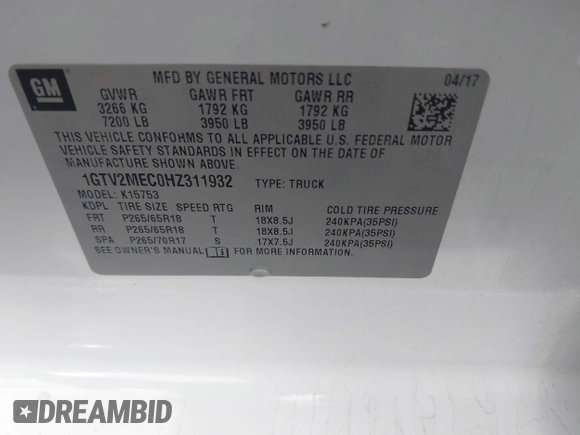 GM
MFD BY GENERAL MOTORS LLC 04/17
GVWR GAWR FRT GAWR RR
3266 KG 1792 KG 1792 KG
7200 LB 3950 LB 3950 LB
THIS VEHICLE CONFORMS TO ALL APPLICABLE U.S. FEDERAL MOTOR
VEHICLE SAFETY STANDARDS IN EFFECT ON THE DATE OF
MANUFACTURE SHOWN ABOVE.
1GTV2MEC0HZ311932 TYPE: TRUCK
MODEL: K15753
KDPL TIRE SIZE SPEED RTG RIM COLD TIRE PRESSURE
FRT P265/65R18 T 18X8.5J 240KPA(35PSI)
RR P265/65R18 T 18X8.5J 240KPA(35PSI)
SPA P265/70R17 S 17X7.5J 240KPA(35PSI)
SEE OWNER'S MANUAL FOR MORE INFORMATION.
DREAMBID